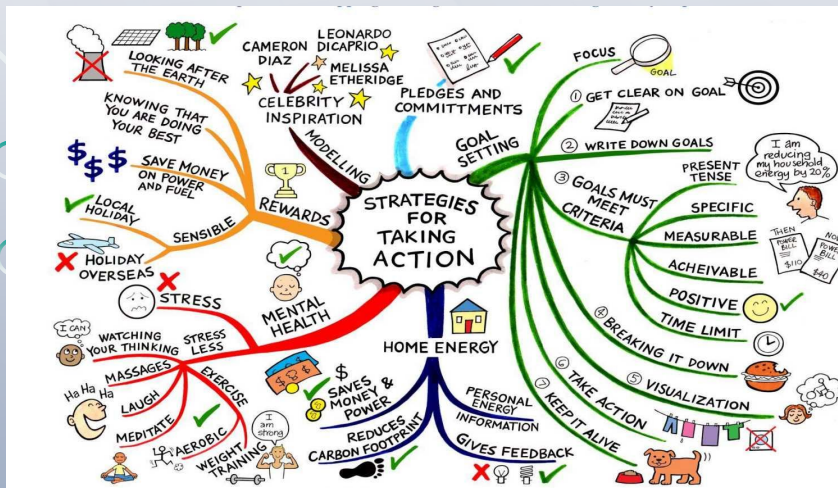 STRATEGIES
FOR
TAKING
ACTION
PLEDGES AND
COMMITTMENTS
GOAL
SETTING
FOCUS
GOAL
① GET CLEAR ON GOAL
② WRITE DOWN GOALS
③ GOALS MUST
MEET
CRITERIA
PRESENT
TENSE
I am
reducing
my household
energy by 20%
SPECIFIC
MEASURABLE
THEN
POWER
BILL
$110
POWER
BILL
$40
ACHEIVABLE
POSITIVE
TIME LIMIT
④ BREAKING IT DOWN
⑤ VISUALIZATION
⑥ TAKE ACTION
⑦ KEEP IT ALIVE
HOME ENERGY
PERSONAL ENERGY
INFORMATION
GIVES FEEDBACK
$
SAVES
MONEY &
POWER
REDUCES
CARBON FOOTPRINT
MENTAL
HEALTH
STRESS
STRESS
LESS
I CAN
WATCHING
YOUR THINKING
MASSAGES
Ha Ha Ha
LAUGH
MEDITATE
EXERCISE
AEROBIC
WEIGHT
TRAINING
I
am
strong
REWARDS
1
SENSIBLE
LOOKING AFTER
THE EARTH
KNOWING THAT
YOU ARE DOING
YOUR BEST
$ $ $
SAVE MONEY
ON POWER
AND FUEL
LOCAL
HOLIDAY
HOLIDAY
OVERSEAS
MODELLING
CELEBRITY
INSPIRATION
CAMERON
DIAZ
LEONARDO
DICAPRIO
MELISSA
ETHERIDGE